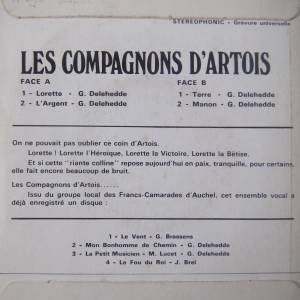 STEREOPHONIC - Gravure universelle
LES COMPAGNONS D'ARTOIS
FACE A
1 - Lorette - G. Delehedde
2 - L'Argent - G. Delehedde
FACE B
1 - Terre - G. Delehedde
2 - Manon - G. Delehedde
On ne pouvait pas oublier ce coin d'Artois.
Lorette ! Lorette l'Héroïque, Lorette la Victoire, Lorette la Bêtise.
Et si cette "riante colline" repose aujourd'hui en paix, tranquille, pour certains,
elle fait encore beaucoup de bruit.
Les Compagnons d'Artois......
Issu du groupe local des Francs-Camarades d'Auchel, cet ensemble vocal a
déjà enregistré un disque :
1 - Le Vent - G. Brassens
2 - Mon Bonhomme de Chemin - G. Delehedde
3 - Le Petit Musicien - M. Lucet - G. Delehedde
4 - Le Fou du Roi - J. Brel